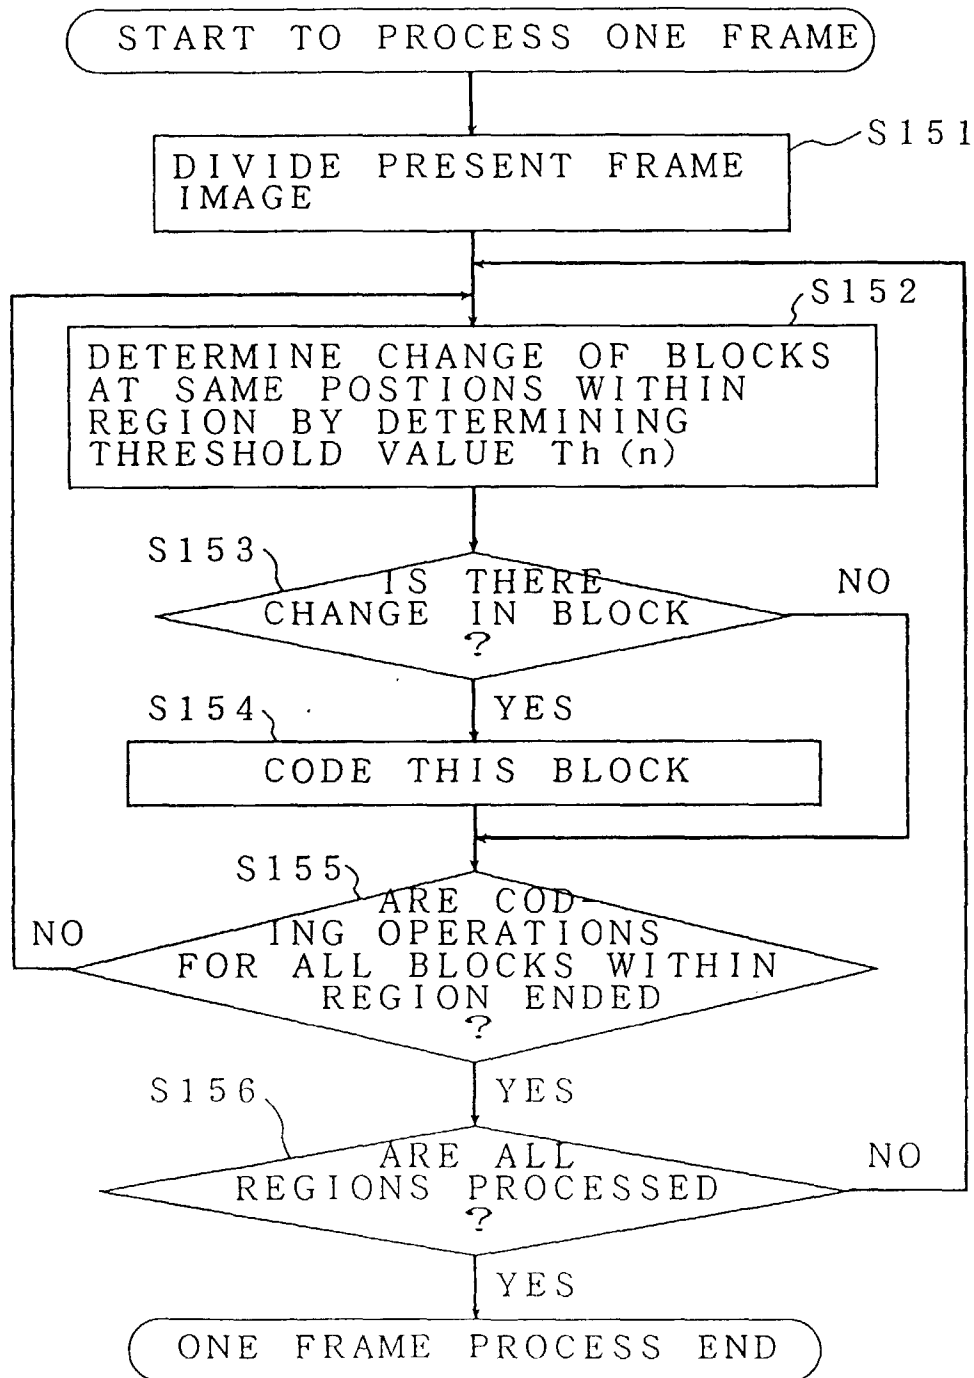 START TO PROCESS ONE FRAME
S151
DIVIDE PRESENT FRAME
IMAGE
S152
DETERMINE CHANGE OF BLOCKS
AT SAME POSTIONS WITHIN
REGION BY DETERMINING
THRESHOLD VALUE Th(n)
S153
IS THERE
CHANGE IN BLOCK
?
NO
YES
S154
CODE THIS BLOCK
S155
ARE COD-
ING OPERATIONS
FOR ALL BLOCKS WITHIN
REGION ENDED
?
NO
YES
S156
ARE ALL
REGIONS PROCESSED
?
NO
YES
ONE FRAME PROCESS END